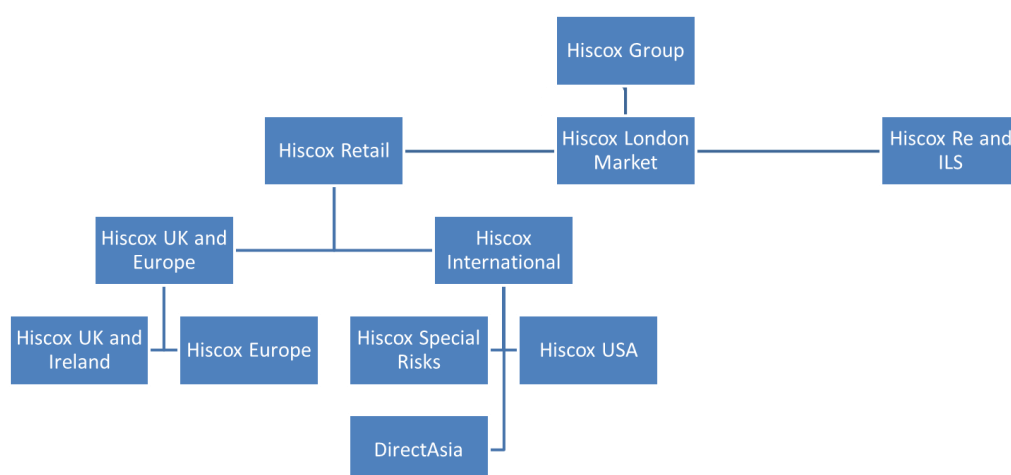 Hiscox Group
Hiscox Retail
Hiscox London
Market
Hiscox Re and
ILS
Hiscox UK and
Europe
Hiscox
International
Hiscox UK and
Ireland
Hiscox Europe
Hiscox Special
Risks
Hiscox USA
DirectAsia